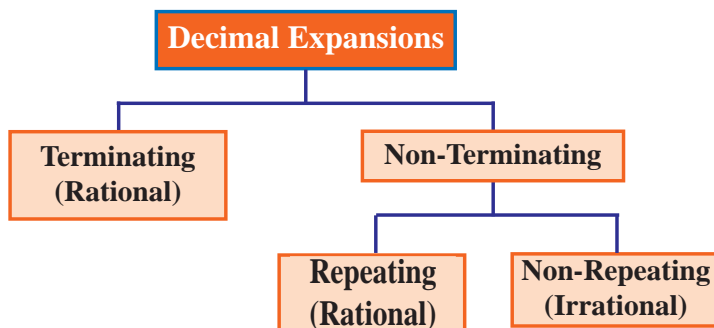 Decimal Expansions
Terminating
(Rational)
Non-Terminating
Repeating
(Rational)
Non-Repeating
(Irrational)